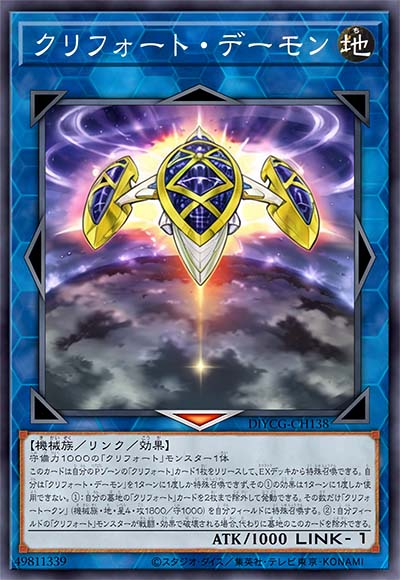 クリフォート・デーモン 地
DIYCG-CH138
【機械族／リンク／効果】
守備力1000の「クリフォート」モンスター1体
このカードは自分のPゾーンの「クリフォート」カード1枚をリリースして、EXデッキから特殊召喚できる。自
分は「クリフォート・デーモン」を1ターンに1度しか特殊召喚できず、その①の効果は1ターンに1度しか使
用できない。①：自分の墓地の「クリフォート」カードを2枚まで除外して発動できる。その数だけ「クリフォ
ートトークン」（機械族・地・星4・攻1800／守1000）を自分フィールドに特殊召喚する。②：自分フィ
ールドの「クリフォート」モンスターが戦闘・効果で破壊される場合、代わりに墓地のこのカードを除外できる。
ATK/1000 LINK-1
49811339
©スタジオ・ダイス／集英社・テレビ東京・KONAMI